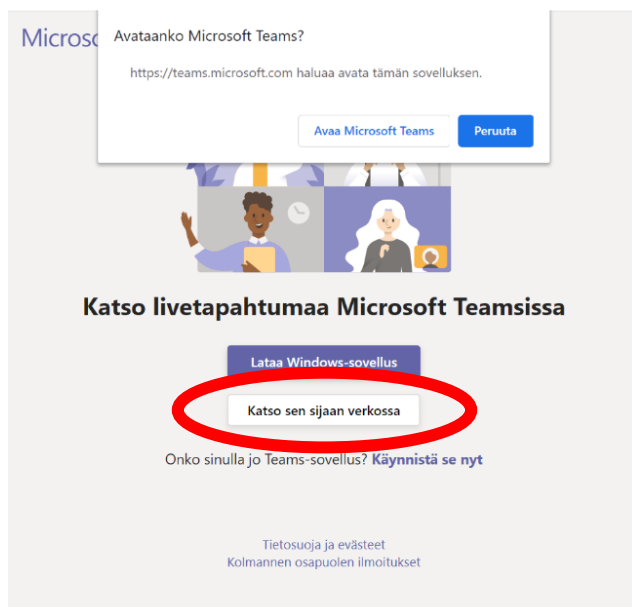 Avataanko Microsoft Teams?
https://teams.microsoft.com haluaa avata tämän sovelluksen.
Avaa Microsoft Teams
Peruuta
Katso livetapahtumaa Microsoft Teamsissa
Lataa Windows-sovellus
Katso sen sijaan verkossa
Onko sinulla jo Teams-sovellus? Käynnistä se nyt
Tietosuoja ja evästeet
Kolmannen osapuolen ilmoitukset